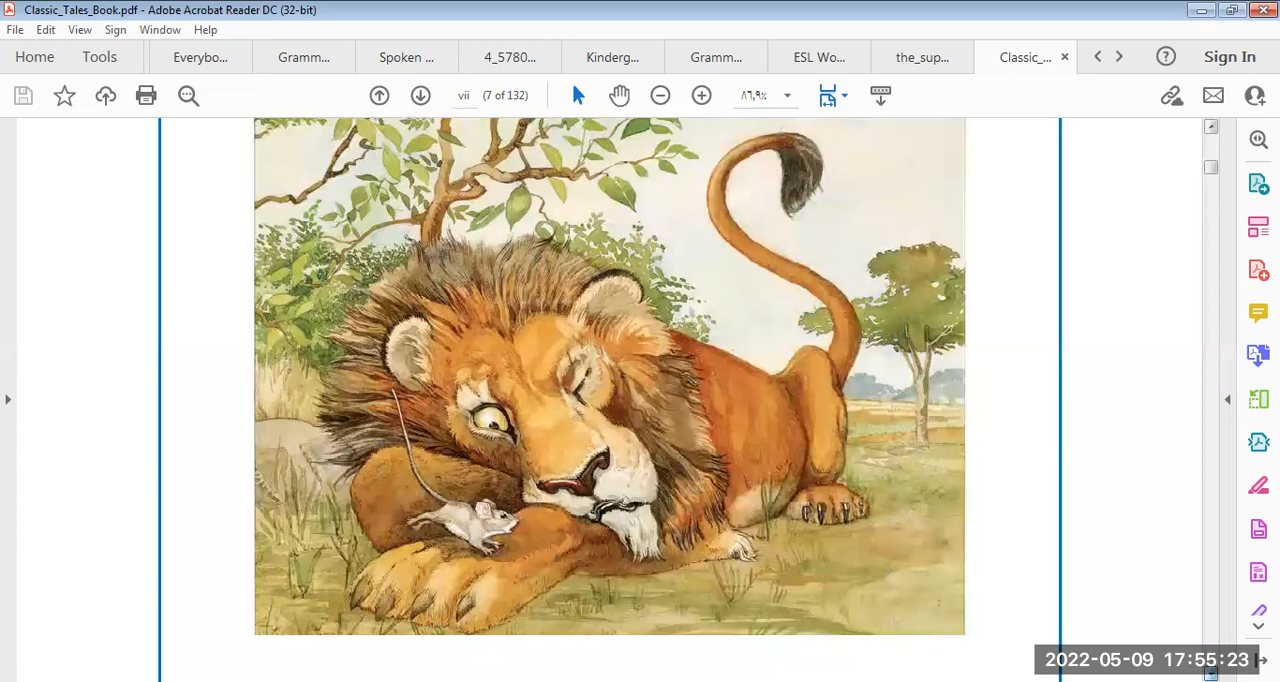 Classic_Tales_Book.pdf - Adobe Acrobat Reader DC (32-bit)
File Edit View Sign Window Help
Home Tools Everybo... Gramm... Spoken ... 4_5780... Kinderg... Gramm... ESL Wo... the_sup... Classic_... × Sign In
vii (7 of 132) ٨٦,٩٪
2022-05-09 17:55:23